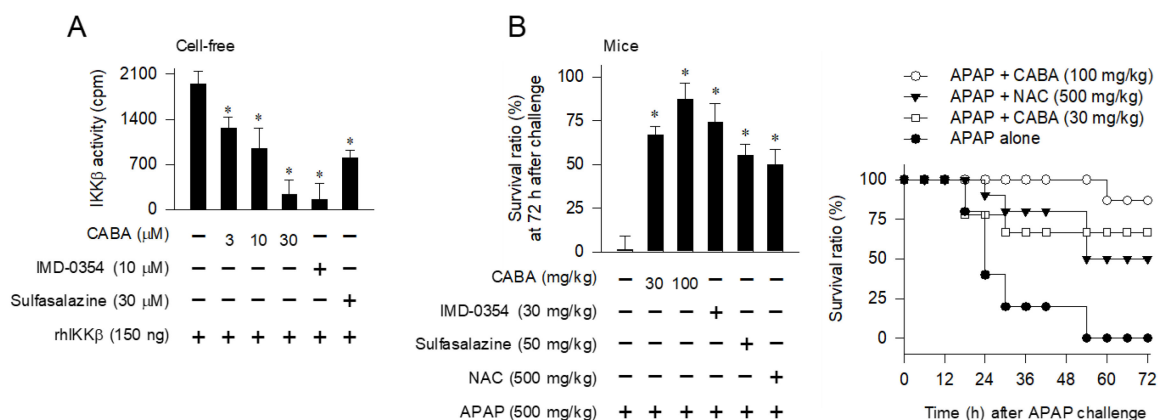 A
Cell-free
2100
1400
700
0
IKKβ activity (cpm)
* * * * *
CABA (μM) – 3 10 30 – –
IMD-0354 (10 μM) – – – – + –
Sulfasalazine (30 μM) – – – – – +
rhIKKβ (150 ng) + + + + + +
B
Mice
100
75
50
25
0
Survival ratio (%)
at 72 h after challenge
* * * * *
CABA (mg/kg) – 30 100 – – –
IMD-0354 (30 mg/kg) – – – + – –
Sulfasalazine (50 mg/kg) – – – – + –
NAC (500 mg/kg) – – – – – +
APAP (500 mg/kg) + + + + + +
APAP + CABA (100 mg/kg)
APAP + NAC (500 mg/kg)
APAP + CABA (30 mg/kg)
APAP alone
100
75
50
25
0
Survival ratio (%)
0 12 24 36 48 60 72
Time (h) after APAP challenge